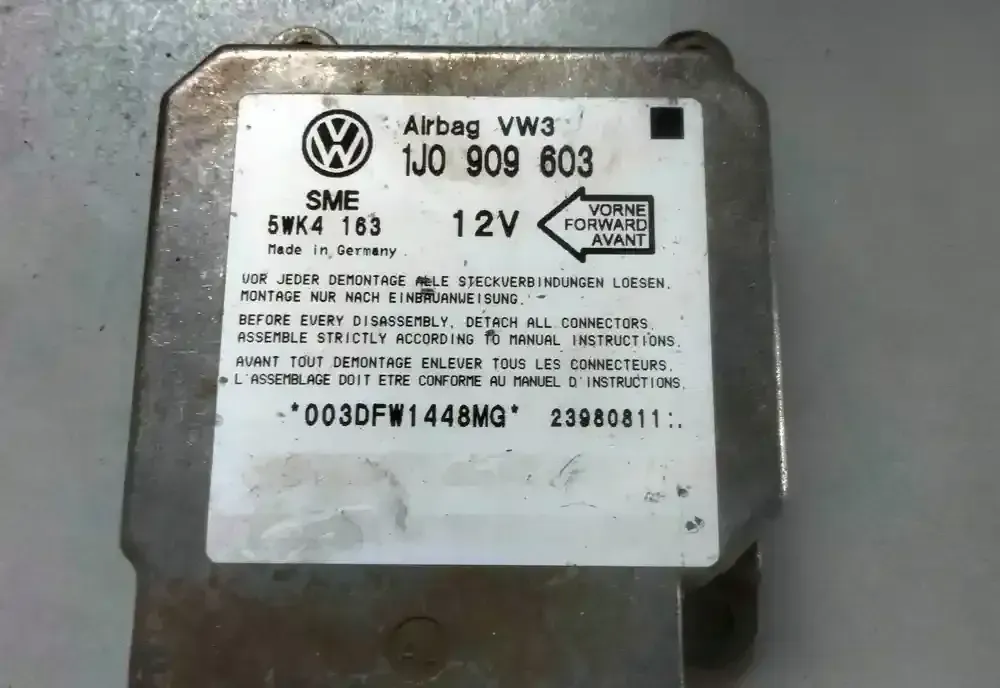 Airbag VW3
1J0 909 603
SME
5WK4 163
12V
VORNE
FORWARD
AVANT
Made in Germany
VOR JEDER DEMONTAGE ALLE STECKVERBINDUNGEN LOESEN.
MONTAGE NUR NACH EINBAUANWEISUNG.
BEFORE EVERY DISASSEMBLY, DETACH ALL CONNECTORS.
ASSEMBLE STRICTLY ACCORDING TO MANUAL INSTRUCTIONS.
AVANT TOUT DEMONTAGE ENLEVER TOUS LES CONNECTEURS.
L'ASSEMBLAGE DOIT ETRE CONFORME AU MANUEL D'INSTRUCTIONS.
*003DFW1448MG* 23980811:.